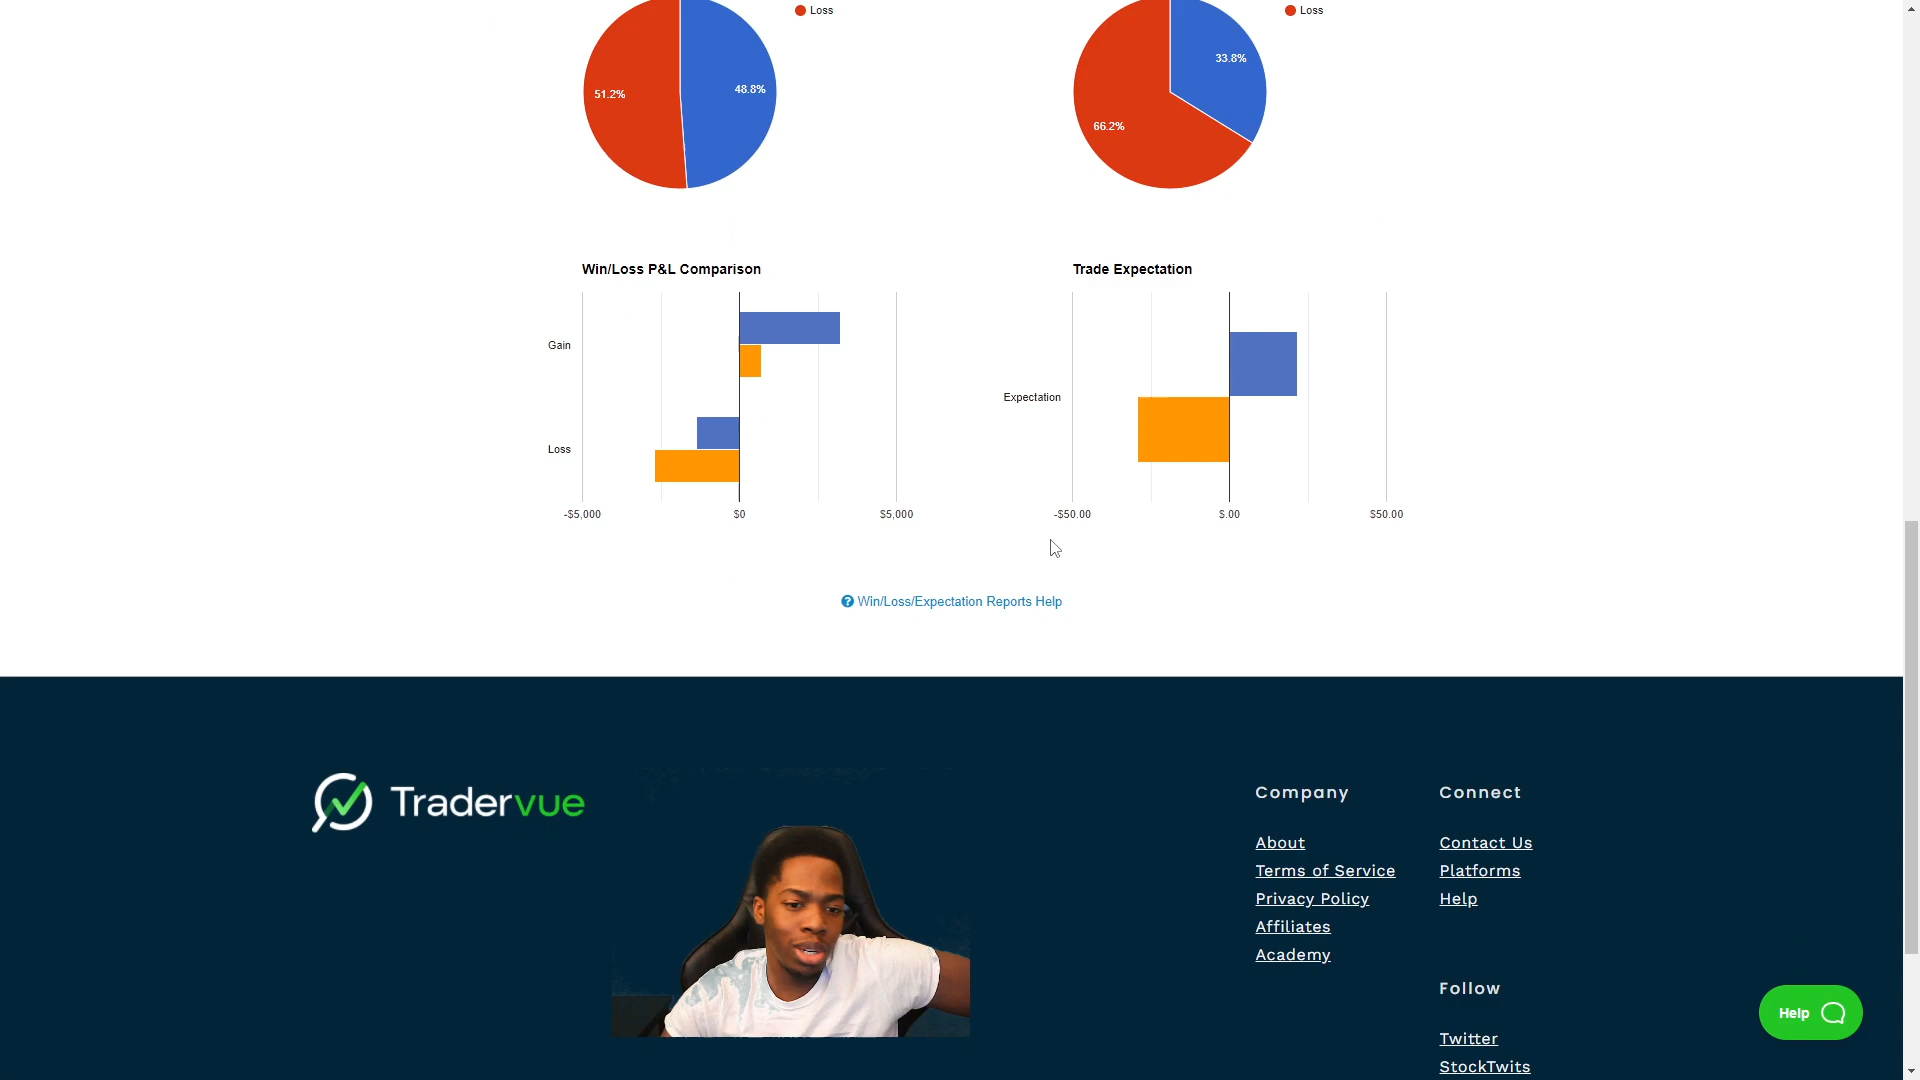 Loss
Loss
51.2%
48.8%
33.8%
66.2%
Win/Loss P&L Comparison
Gain
Loss
-$5,000
$0
$5,000
Trade Expectation
Expectation
-$50.00
$.00
$50.00
Win/Loss/Expectation Reports Help
Tradervue
Company
About
Terms of Service
Privacy Policy
Affiliates
Academy
Connect
Contact Us
Platforms
Help
Follow
Twitter
StockTwits
Help